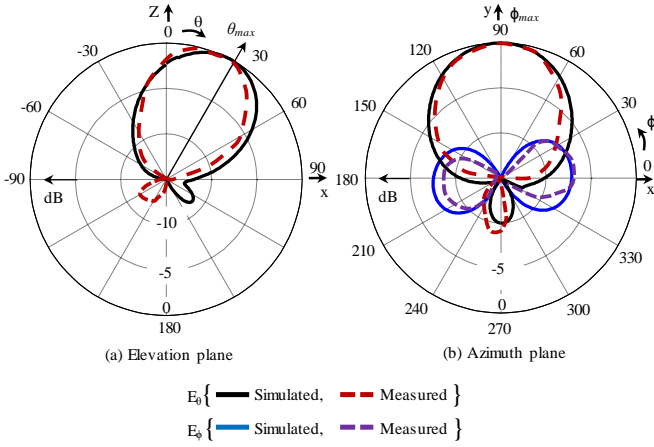 Z
0
θ
θmax
-30
30
-60
60
-90
90
x
dB
-10
-5
0
180
(a) Elevation plane
y
ϕmax
90
120
60
150
30
ϕ
180
0
x
dB
210
330
-5
240
0
300
270
(b) Azimuth plane
Eθ { Simulated, Measured }
Eϕ { Simulated, Measured }